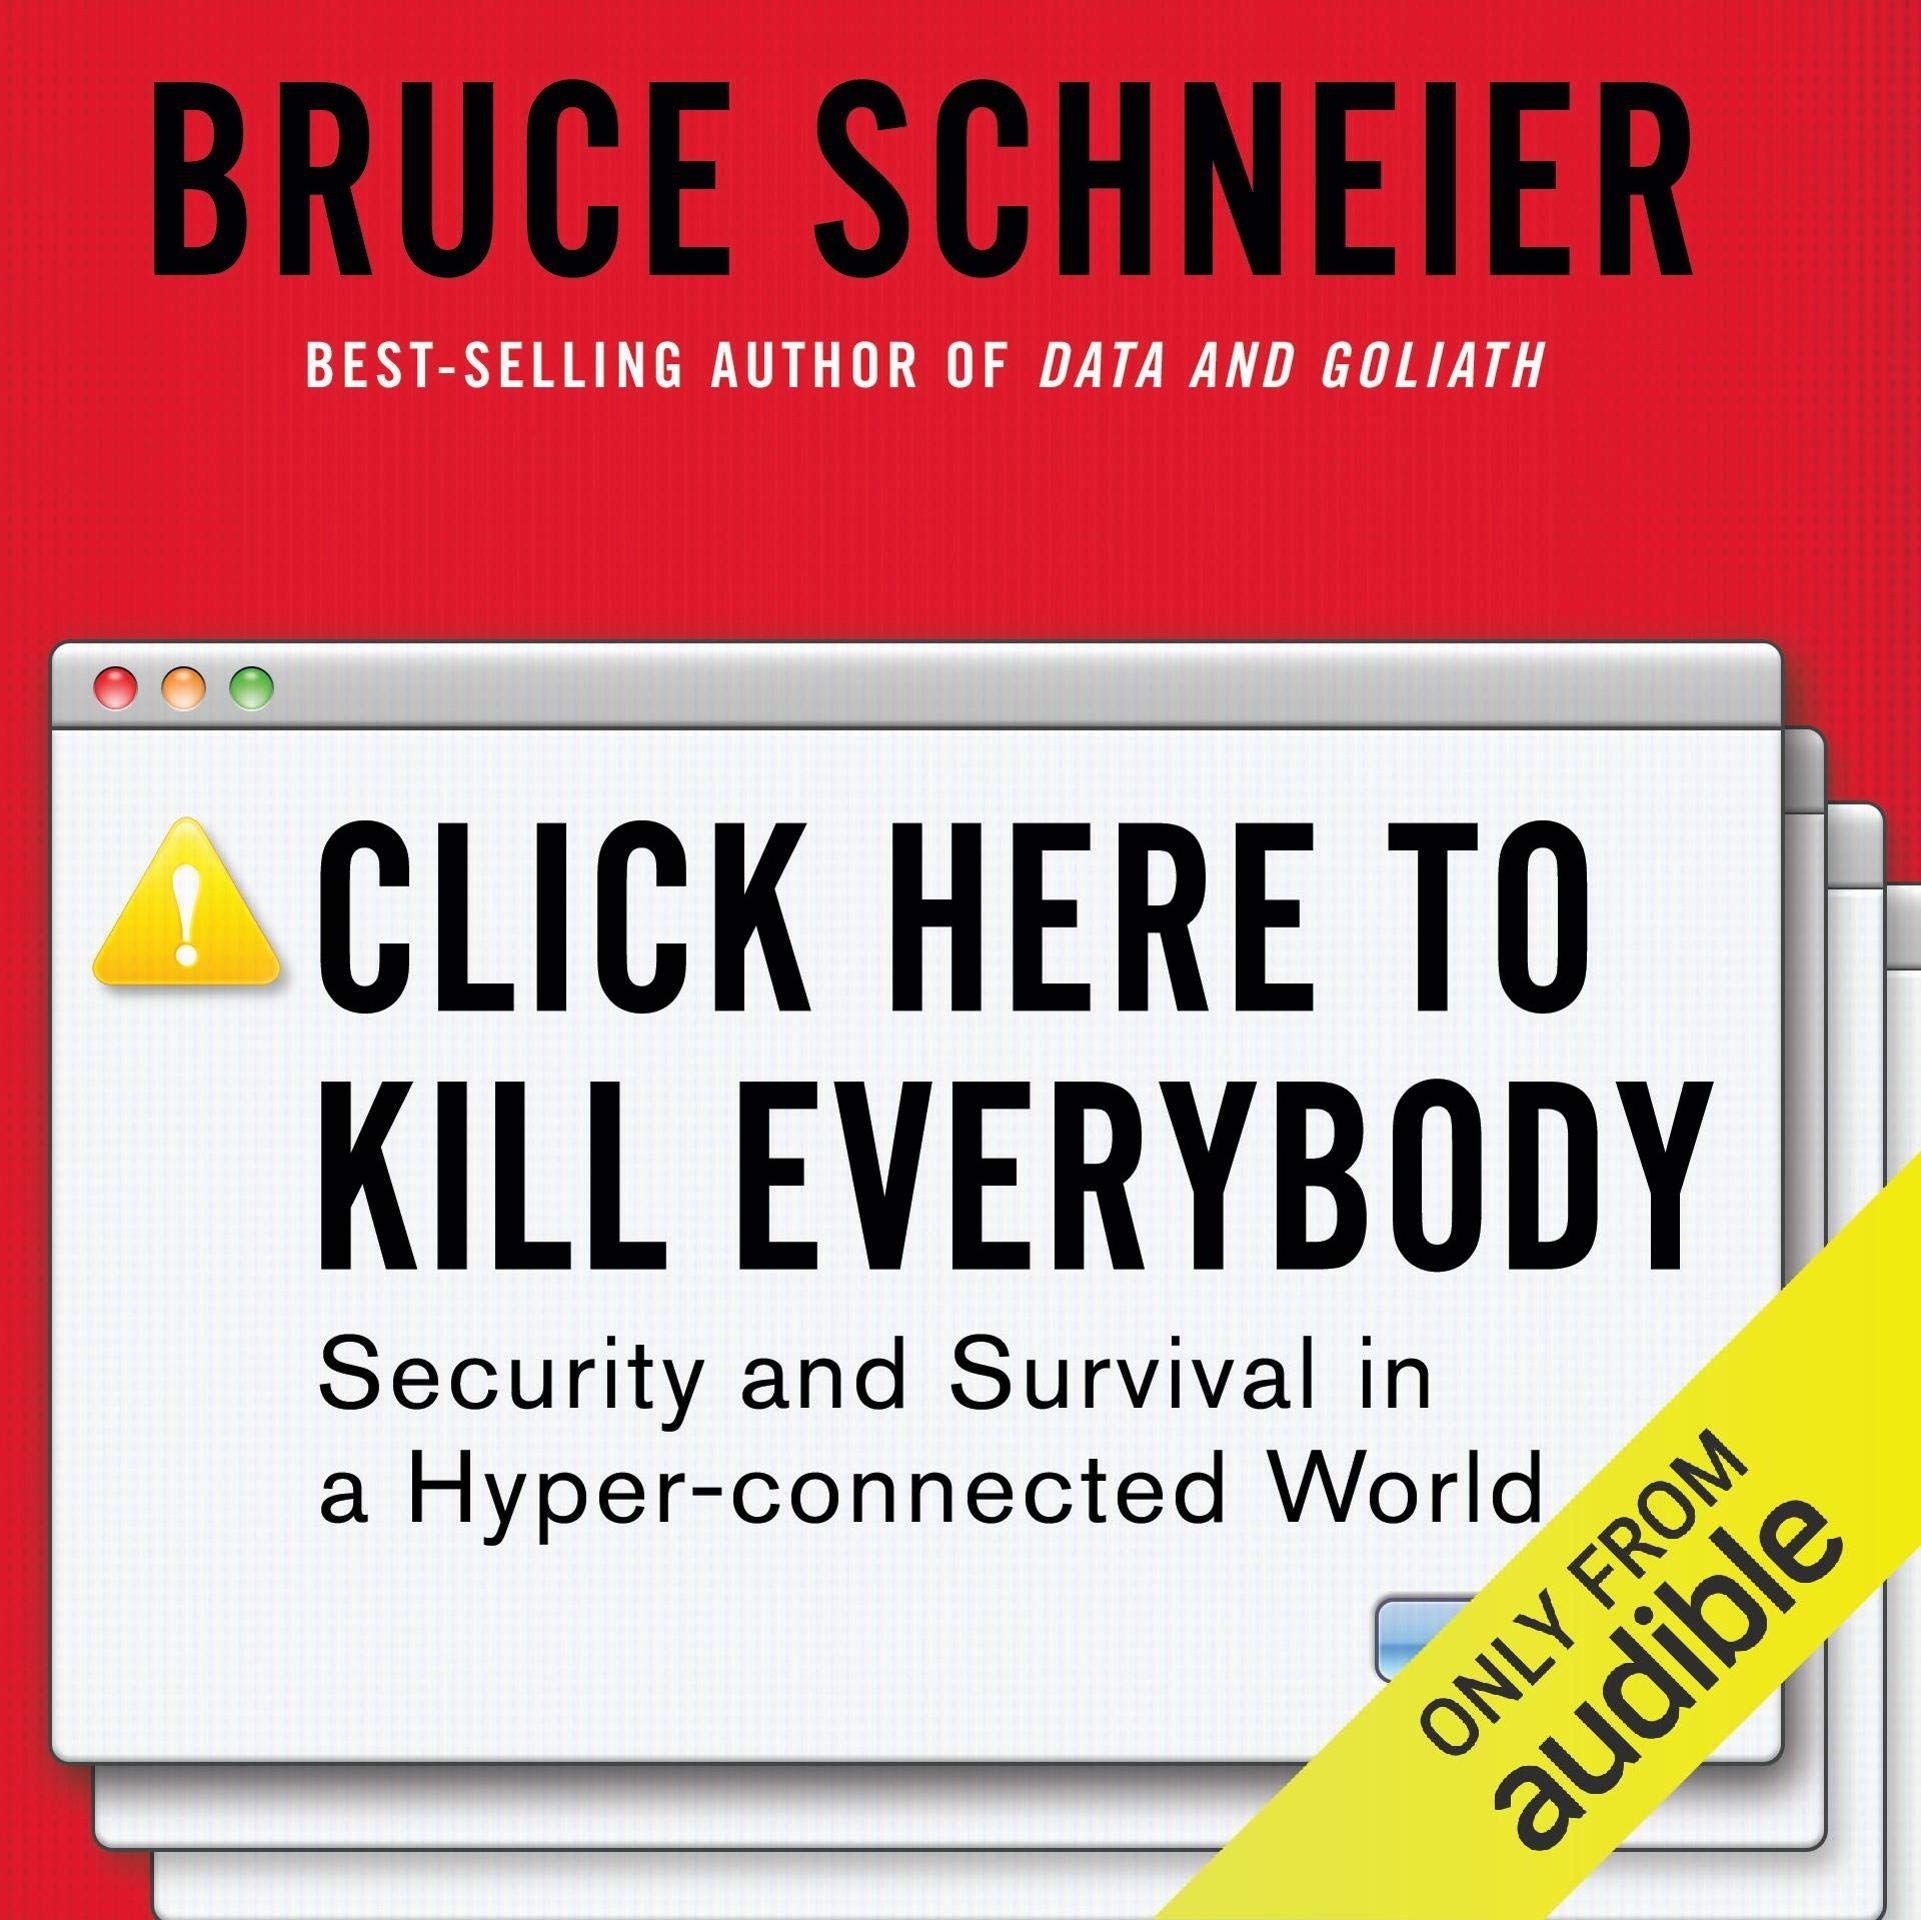 BRUCE SCHNEIER
BEST-SELLING AUTHOR OF DATA AND GOLIATH
CLICK HERE TO
KILL EVERYBODY
Security and Survival in
a Hyper-connected World
ONLY FROM
audible